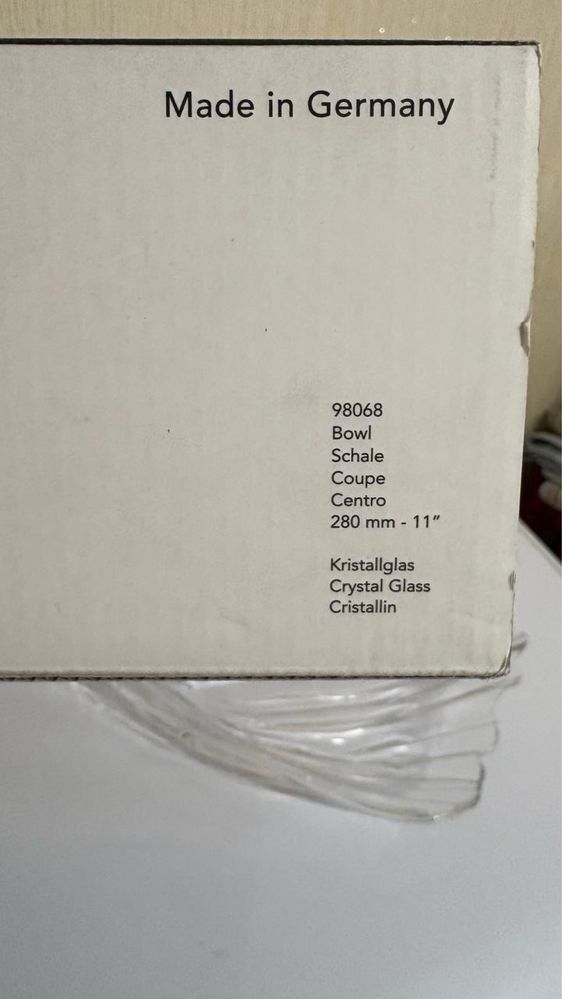 Made in Germany
98068
Bowl
Schale
Coupe
Centro
280 mm - 11″
Kristallglas
Crystal Glass
Cristallin